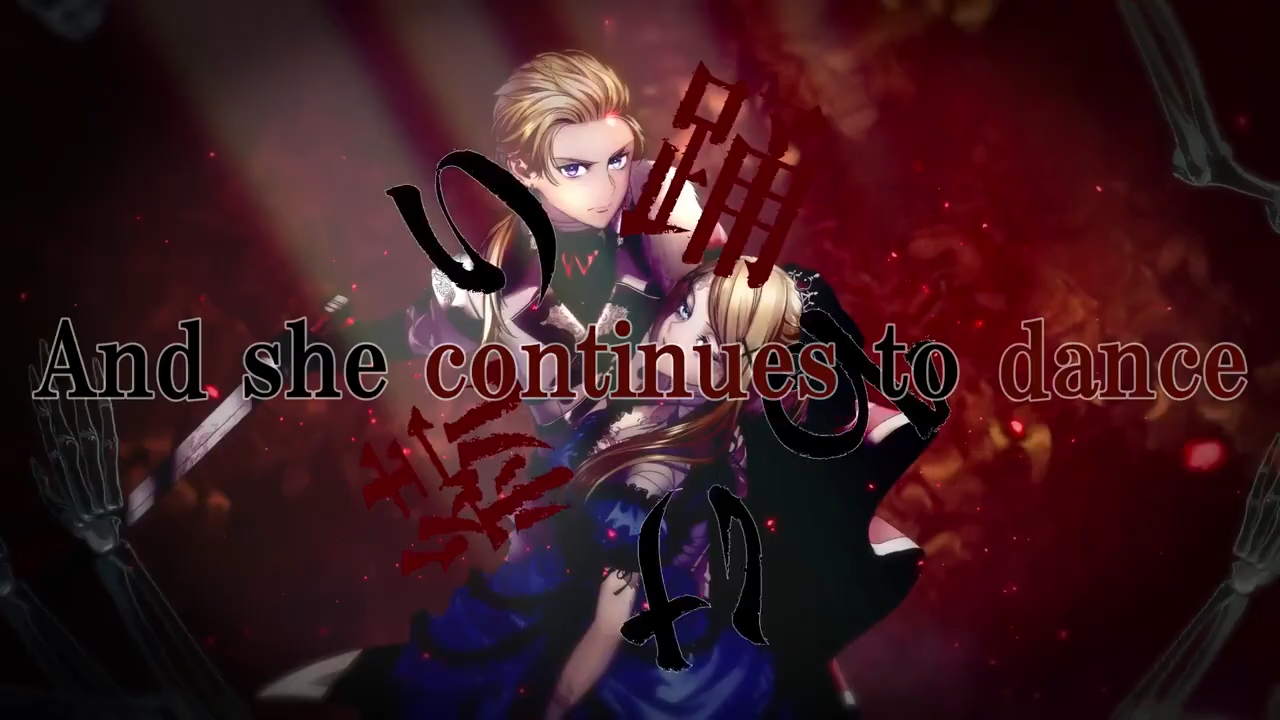 踊り続ける
W
And she continues to dance